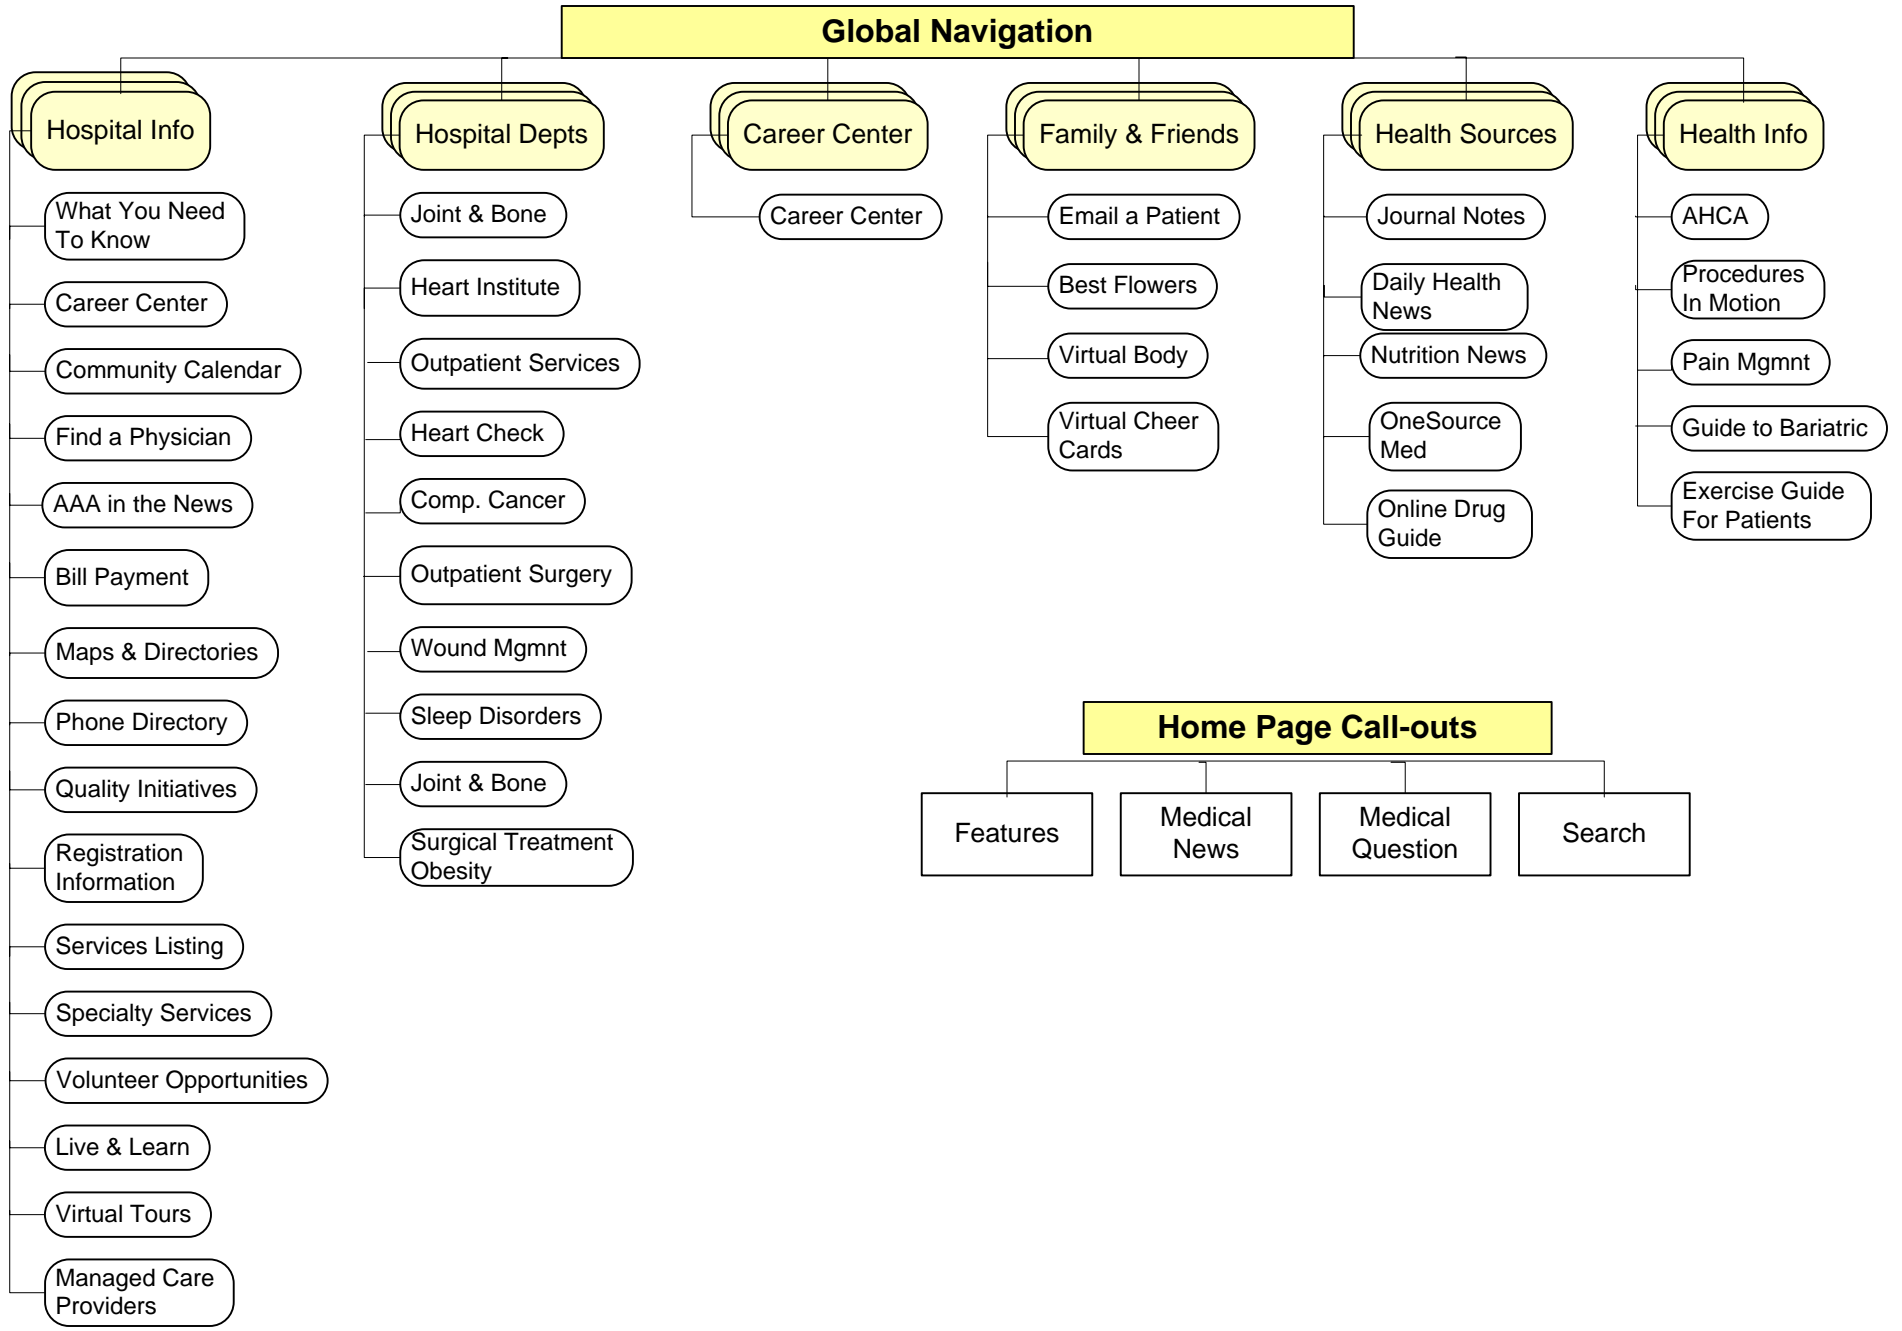 Global Navigation
Hospital Info
What You Need
To Know
Career Center
Community Calendar
Find a Physician
AAA in the News
Bill Payment
Maps & Directories
Phone Directory
Quality Initiatives
Registration
Information
Services Listing
Specialty Services
Volunteer Opportunities
Live & Learn
Virtual Tours
Managed Care
Providers
Hospital Depts
Joint & Bone
Heart Institute
Outpatient Services
Heart Check
Comp. Cancer
Outpatient Surgery
Wound Mgmnt
Sleep Disorders
Joint & Bone
Surgical Treatment
Obesity
Career Center
Career Center
Family & Friends
Email a Patient
Best Flowers
Virtual Body
Virtual Cheer
Cards
Health Sources
Journal Notes
Daily Health
News
Nutrition News
OneSource
Med
Online Drug
Guide
Health Info
AHCA
Procedures
In Motion
Pain Mgmnt
Guide to Bariatric
Exercise Guide
For Patients
Home Page Call-outs
Features
Medical
News
Medical
Question
Search